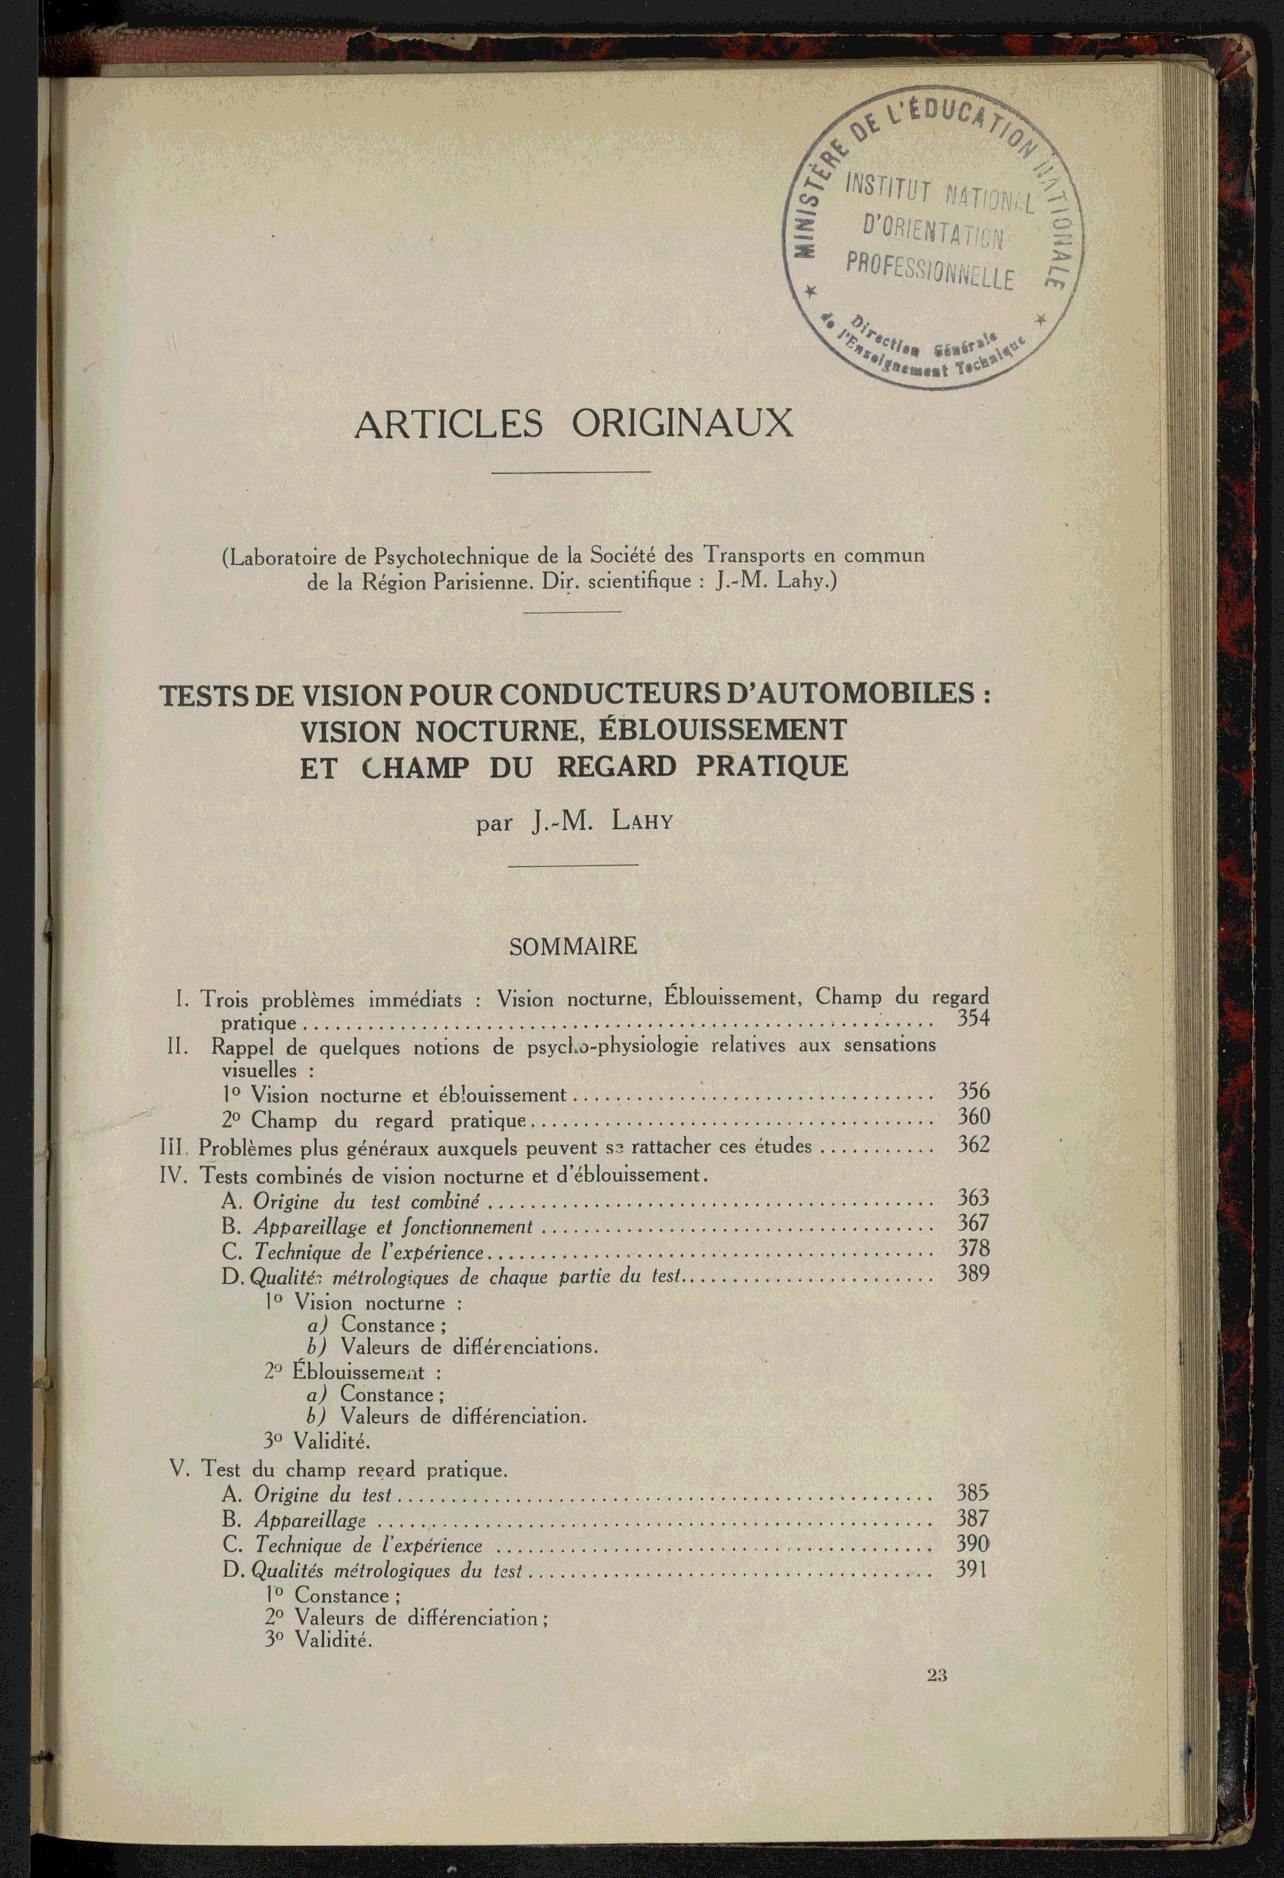 MINISTÈRE DE L'ÉDUCATION NATIONALE
INSTITUT NATIONAL
D'ORIENTATION
PROFESSIONNELLE
Direction Générale
de l'Enseignement Technique
ARTICLES ORIGINAUX
(Laboratoire de Psychotechnique de la Société des Transports en commun
de la Région Parisienne. Dir. scientifique : J.-M. Lahy.)
TESTS DE VISION POUR CONDUCTEURS D'AUTOMOBILES :
VISION NOCTURNE, ÉBLOUISSEMENT
ET CHAMP DU REGARD PRATIQUE
par J.-M. LAHY
SOMMAIRE
I. Trois problèmes immédiats : Vision nocturne, Éblouissement, Champ du regard
pratique ........ 354
II. Rappel de quelques notions de psycho-physiologie relatives aux sensations
visuelles :
1º Vision nocturne et éblouissement ........ 356
2º Champ du regard pratique ........ 360
III. Problèmes plus généraux auxquels peuvent se rattacher ces études ........ 362
IV. Tests combinés de vision nocturne et d'éblouissement.
A. Origine du test combiné ........ 363
B. Appareillage et fonctionnement ........ 367
C. Technique de l'expérience ........ 378
D. Qualités métrologiques de chaque partie du test ........ 389
1º Vision nocturne :
a) Constance ;
b) Valeurs de différenciations.
2º Éblouissement :
a) Constance ;
b) Valeurs de différenciation.
3º Validité.
V. Test du champ regard pratique.
A. Origine du test ........ 385
B. Appareillage ........ 387
C. Technique de l'expérience ........ 390
D. Qualités métrologiques du test ........ 391
1º Constance ;
2º Valeurs de différenciation ;
3º Validité.
23